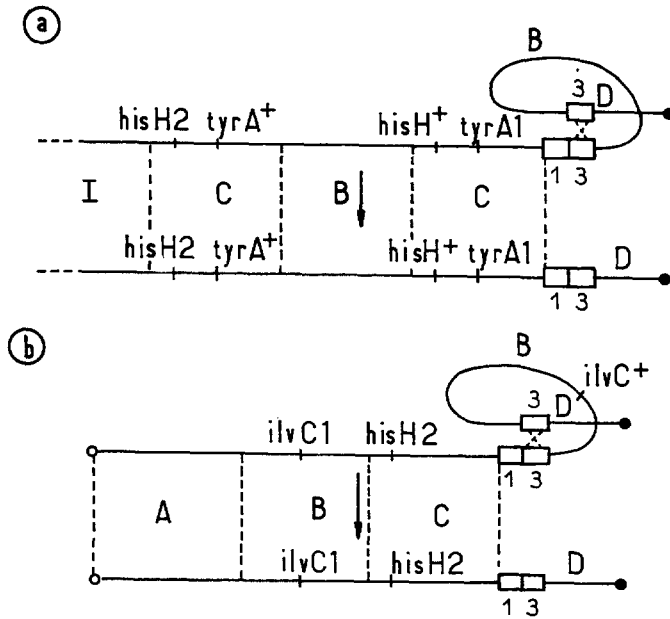 a
B
3 D
hisH2 tyrA+ hisH+ tyrA1
1 3
I C B C
hisH2 tyrA+ hisH+ tyrA1
D
1 3
b
B
ilvC+
3 D
ilvC1 hisH2
1 3
A B C
ilvC1 hisH2
D
1 3